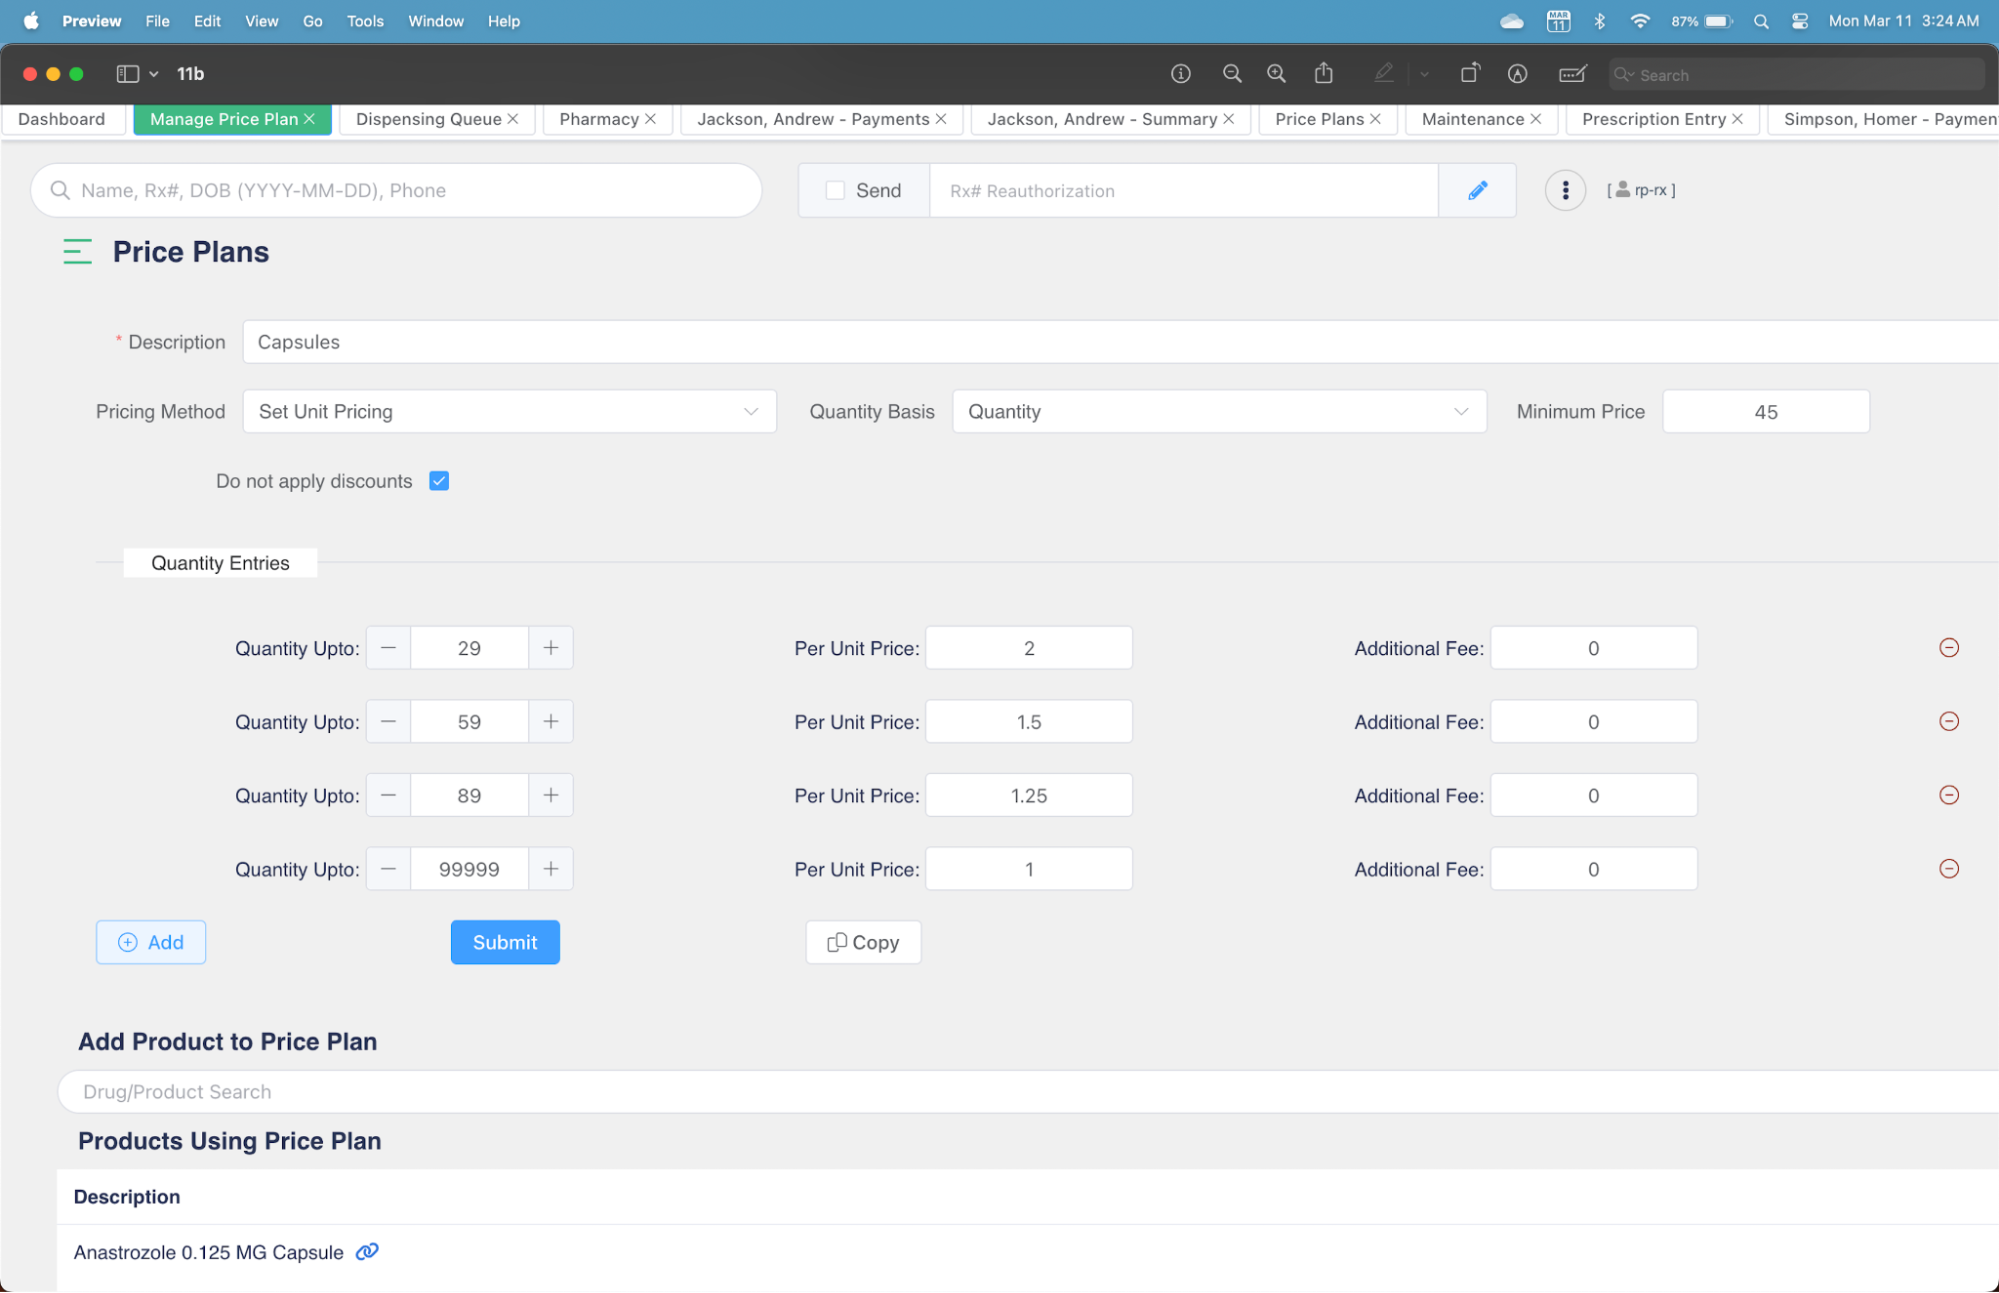 Preview File Edit View Go Tools Window Help MAR 11 87% Mon Mar 11 3:24 AM
11b Search
Dashboard Manage Price Plan Dispensing Queue Pharmacy Jackson, Andrew - Payments Jackson, Andrew - Summary Price Plans Maintenance Prescription Entry Simpson, Homer - Paymen
Name, Rx#, DOB (YYYY-MM-DD), Phone Send Rx# Reauthorization [ rp-rx ]
Price Plans
* Description Capsules
Pricing Method Set Unit Pricing Quantity Basis Quantity Minimum Price 45
Do not apply discounts
Quantity Entries
Quantity Upto: 29 Per Unit Price: 2 Additional Fee: 0
Quantity Upto: 59 Per Unit Price: 1.5 Additional Fee: 0
Quantity Upto: 89 Per Unit Price: 1.25 Additional Fee: 0
Quantity Upto: 99999 Per Unit Price: 1 Additional Fee: 0
Add Submit Copy
Add Product to Price Plan
Drug/Product Search
Products Using Price Plan
Description
Anastrozole 0.125 MG Capsule